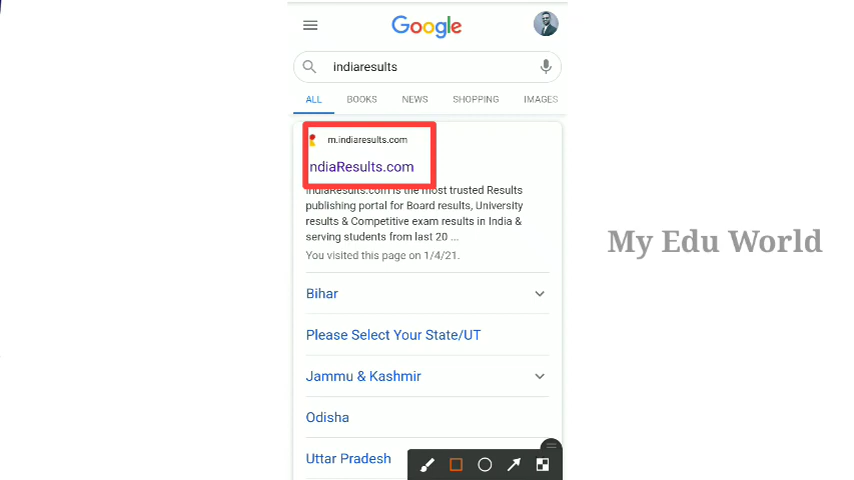 Google
indiaresults
ALL BOOKS NEWS SHOPPING IMAGES
m.indiaresults.com
ndiaResults.com
IndiaResults.com is the most trusted Results
publishing portal for Board results, University
results & Competitive exam results in India &
serving students from last 20 ...
You visited this page on 1/4/21.
My Edu World
Bihar
Please Select Your State/UT
Jammu & Kashmir
Odisha
Uttar Pradesh